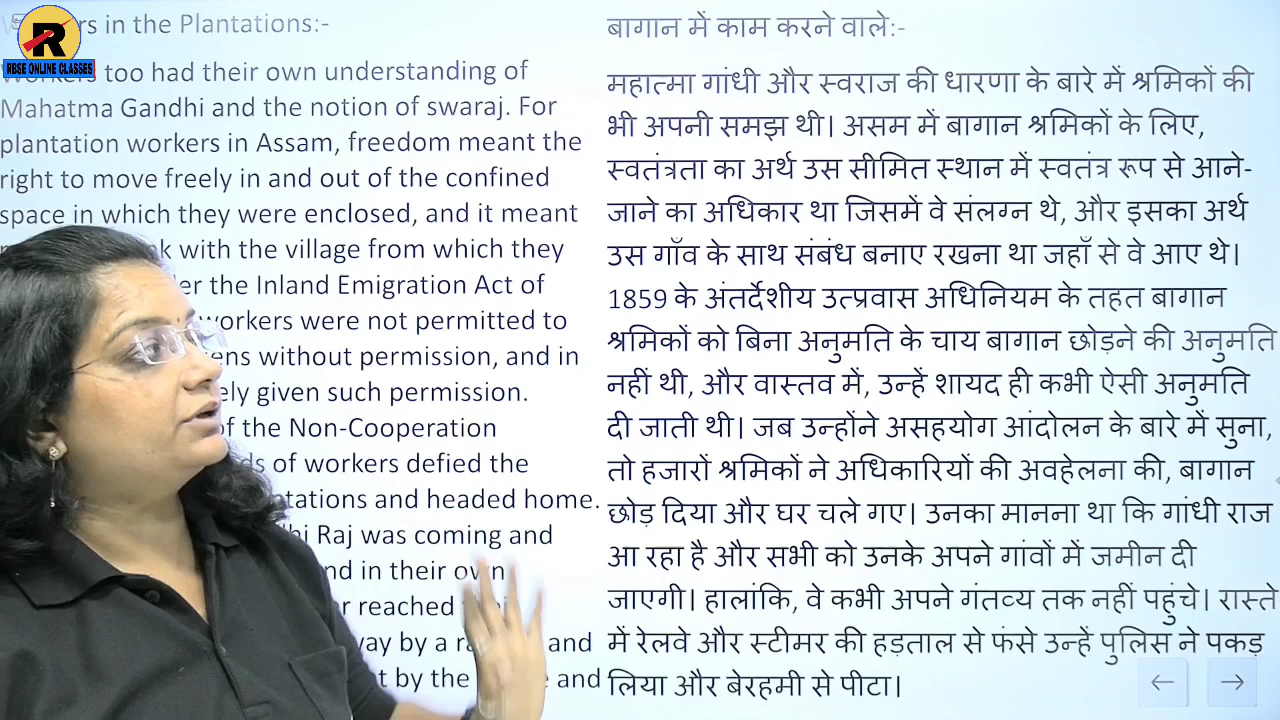 R
RBSE ONLINE CLASSES
in the Plantations:-
too had their own understanding of
Mahatma Gandhi and the notion of swaraj. For
plantation workers in Assam, freedom meant the
right to move freely in and out of the confined
space in which they were enclosed, and it meant
with the village from which they
the Inland Emigration Act of
workers were not permitted to
without permission, and in
given such permission.
of the Non-Cooperation
of workers defied the
and headed home.
Raj was coming and
in their own
reached
by a and
by the and
बागान में काम करने वाले:-
महात्मा गांधी और स्वराज की धारणा के बारे में श्रमिकों की
भी अपनी समझ थी। असम में बागान श्रमिकों के लिए,
स्वतंत्रता का अर्थ उस सीमित स्थान में स्वतंत्र रूप से आने-
जाने का अधिकार था जिसमें वे संलग्न थे, और इसका अर्थ
उस गाँव के साथ संबंध बनाए रखना था जहाँ से वे आए थे।
1859 के अंतर्देशीय उत्प्रवास अधिनियम के तहत बागान
श्रमिकों को बिना अनुमति के चाय बागान छोड़ने की अनुमति
नहीं थी, और वास्तव में, उन्हें शायद ही कभी ऐसी अनुमति
दी जाती थी। जब उन्होंने असहयोग आंदोलन के बारे में सुना,
तो हजारों श्रमिकों ने अधिकारियों की अवहेलना की, बागान
छोड़ दिया और घर चले गए। उनका मानना था कि गांधी राज
आ रहा है और सभी को उनके अपने गांवों में जमीन दी
जाएगी। हालांकि, वे कभी अपने गंतव्य तक नहीं पहुंचे। रास्ते
में रेलवे और स्टीमर की हड़ताल से फंसे उन्हें पुलिस ने पकड़
लिया और बेरहमी से पीटा।